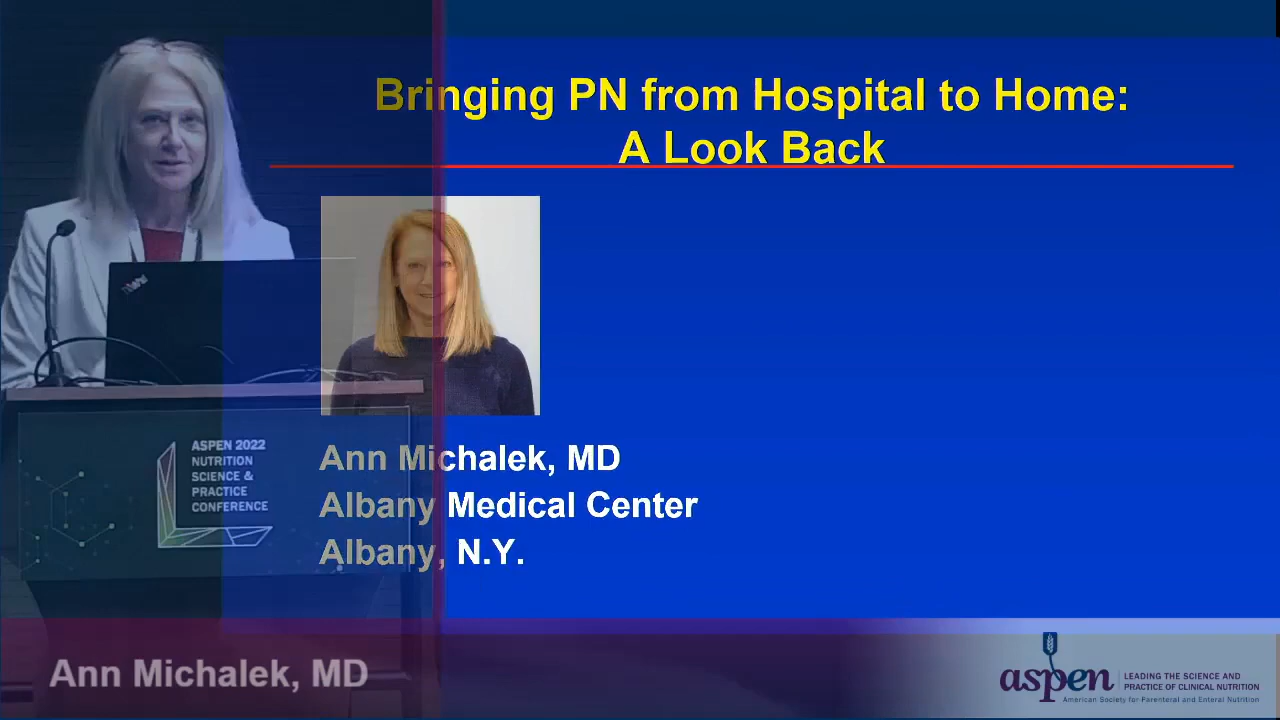 Bringing PN from Hospital to Home:
A Look Back
Ann Michalek, MD
Albany Medical Center
Albany, N.Y.
ASPEN 2022
NUTRITION
SCIENCE &
PRACTICE
CONFERENCE
Ann Michalek, MD
aspen
LEADING THE SCIENCE AND
PRACTICE OF CLINICAL NUTRITION
American Society for Parenteral and Enteral Nutrition